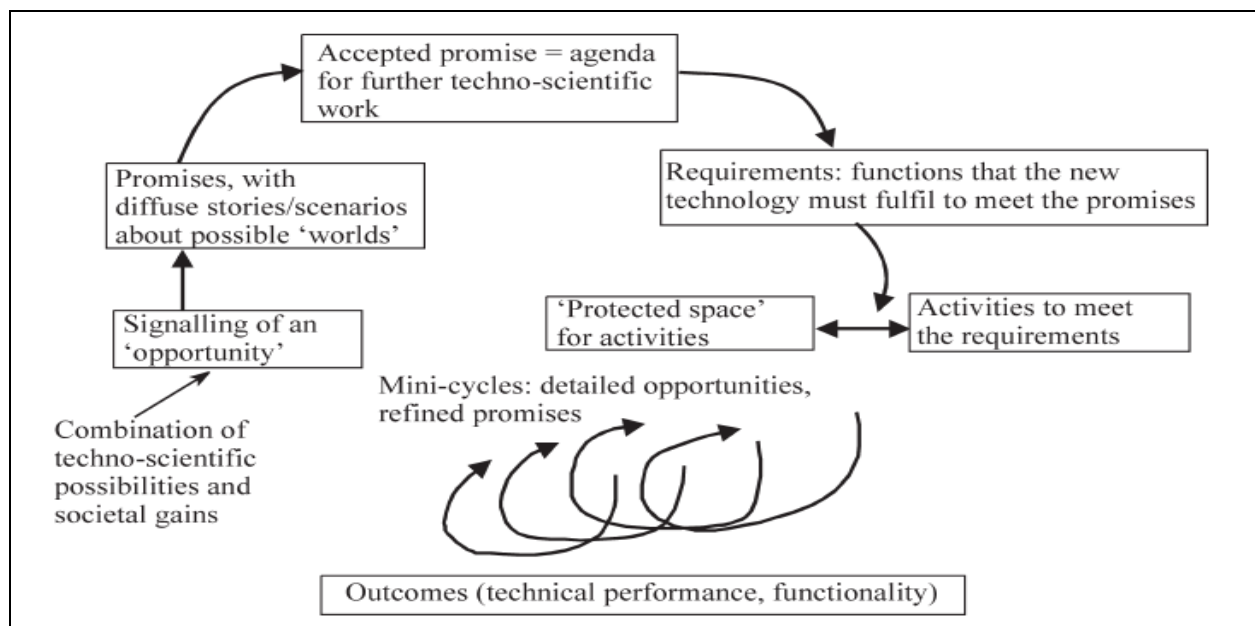 Accepted promise = agenda
for further techno-scientific
work
Promises, with
diffuse stories/scenarios
about possible ‘worlds’
Requirements: functions that the new
technology must fulfil to meet the promises
Signalling of an
‘opportunity’
‘Protected space’
for activities
Activities to meet
the requirements
Combination of
techno-scientific
possibilities and
societal gains
Mini-cycles: detailed opportunities,
refined promises
Outcomes (technical performance, functionality)